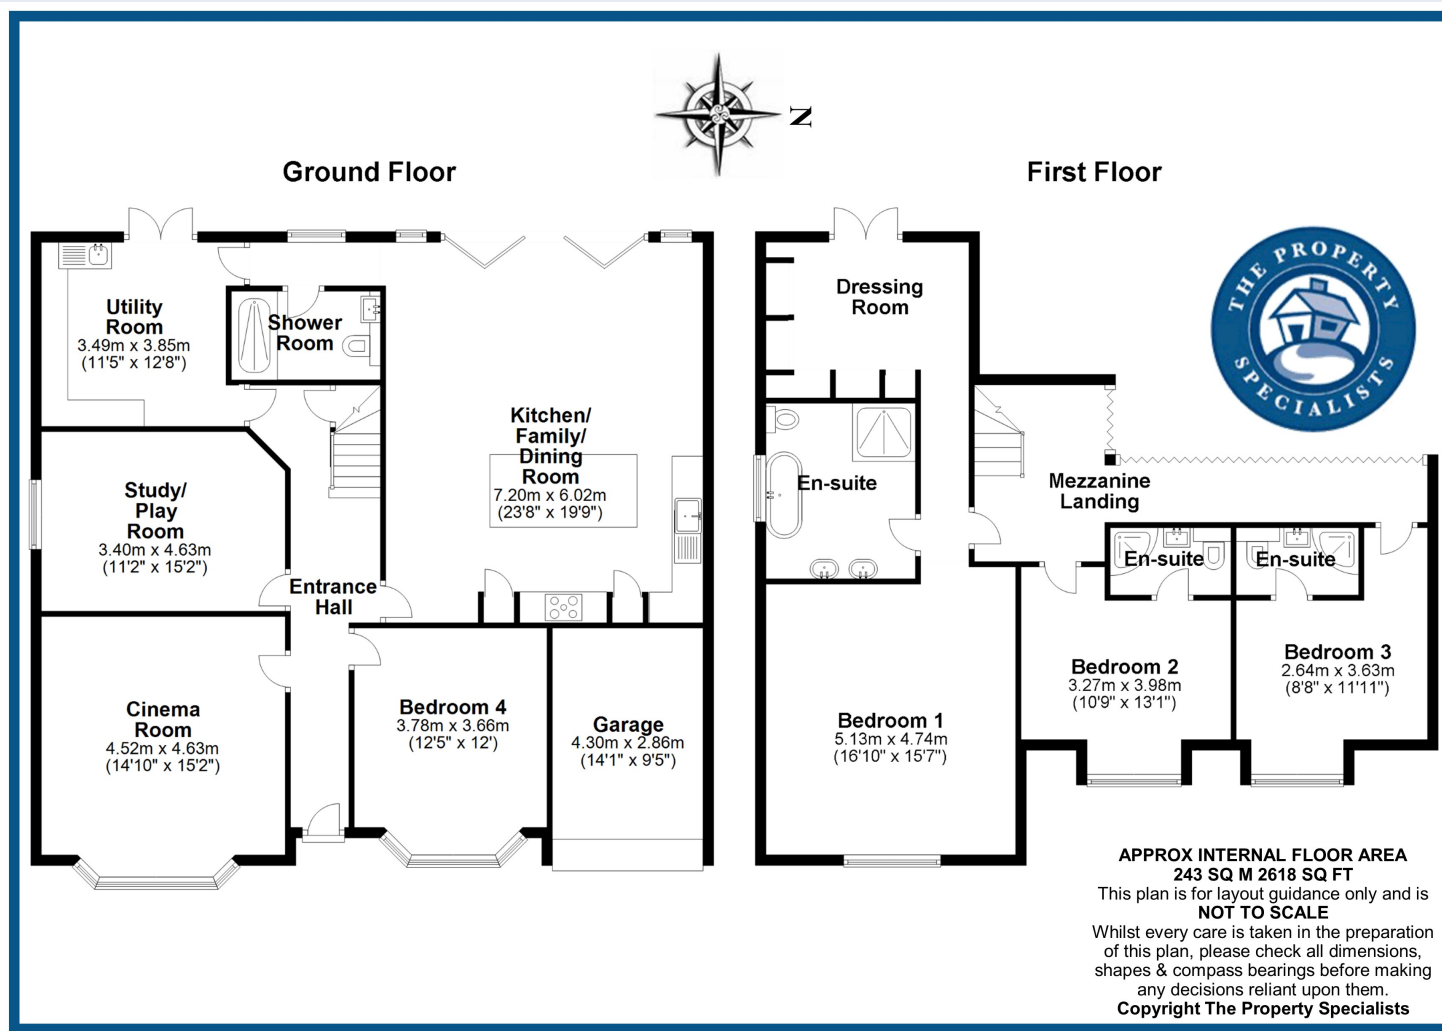 N
Ground Floor
First Floor
THE PROPERTY
SPECIALISTS
Utility
Room
3.49m x 3.85m
(11'5" x 12'8")
Shower
Room
Kitchen/
Family/
Dining
Room
7.20m x 6.02m
(23'8" x 19'9")
Study/
Play
Room
3.40m x 4.63m
(11'2" x 15'2")
Entrance
Hall
Cinema
Room
4.52m x 4.63m
(14'10" x 15'2")
Bedroom 4
3.78m x 3.66m
(12'5" x 12')
Garage
4.30m x 2.86m
(14'1" x 9'5")
Dressing
Room
En-suite
Mezzanine
Landing
En-suite
En-suite
Bedroom 1
5.13m x 4.74m
(16'10" x 15'7")
Bedroom 2
3.27m x 3.98m
(10'9" x 13'1")
Bedroom 3
2.64m x 3.63m
(8'8" x 11'11")
APPROX INTERNAL FLOOR AREA
243 SQ M 2618 SQ FT
This plan is for layout guidance only and is
NOT TO SCALE
Whilst every care is taken in the preparation
of this plan, please check all dimensions,
shapes & compass bearings before making
any decisions reliant upon them.
Copyright The Property Specialists